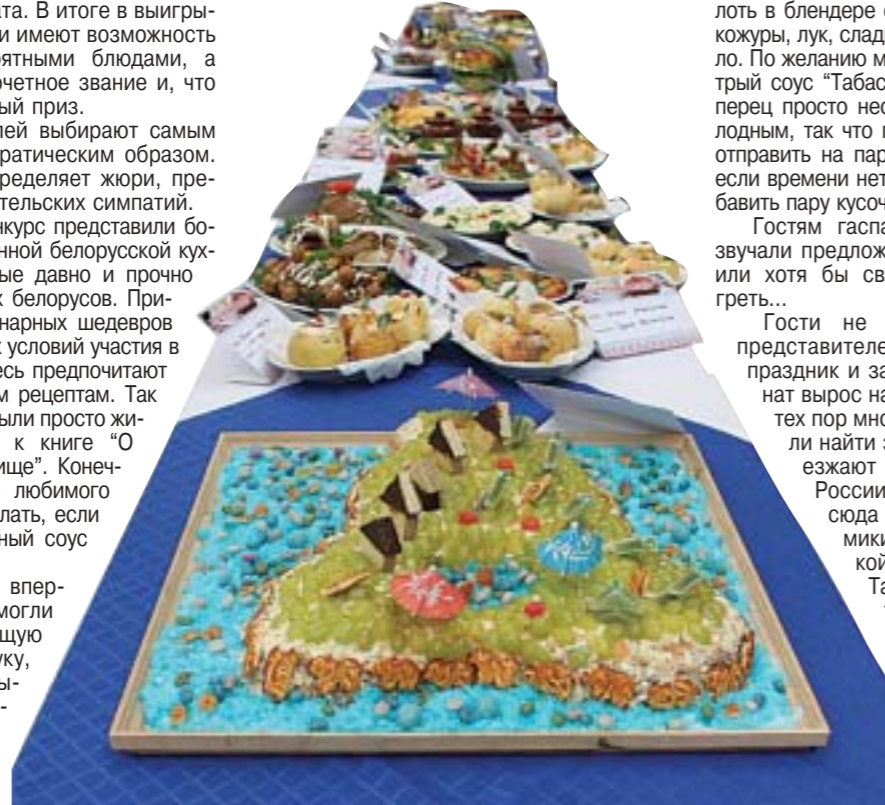 ата. В итоге в выигры-
и имеют возможность
ятными блюдами, а
очетное звание и, что
ый приз.
лей выбирают самым
ратическим образом.
ределяет жюри, пре-
тельских симпатий.
нкурс представили бо-
нной белорусской кух-
ые давно и прочно
х белорусов. При-
нарных шедевров
х условий участия в
есь предпочитают
м рецептам. Так
ыли просто жи-
к книге “О
ище”. Конеч-
любимого
лать, если
ный соус
впер-
могли
щую
уку,
ы-
-
лоть в блендере
кожуры, лук, слад
ло. По желанию м
трый соус “Табас
перец просто нес
лодным, так что
отправить на пар
если времени нет
бавить пару кусоч
Гостям гаспа
звучали предлож
или хотя бы св
греть...
Гости не
представителе
праздник и за
нат вырос на
тех пор мно
ли найти з
езжают
России
сюда
мики
кой
Та